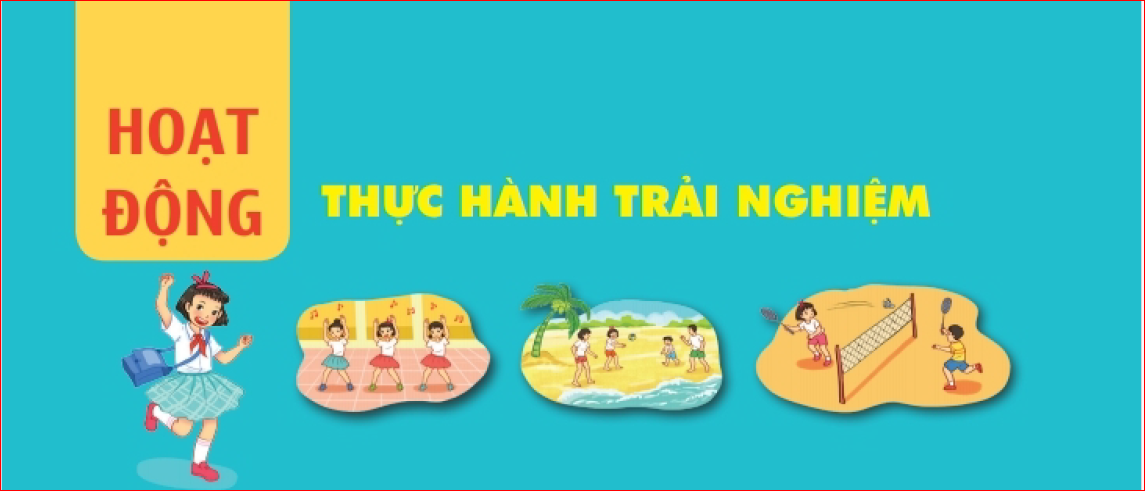 HOẠT
ĐỘNG
THỰC HÀNH TRẢI NGHIỆM